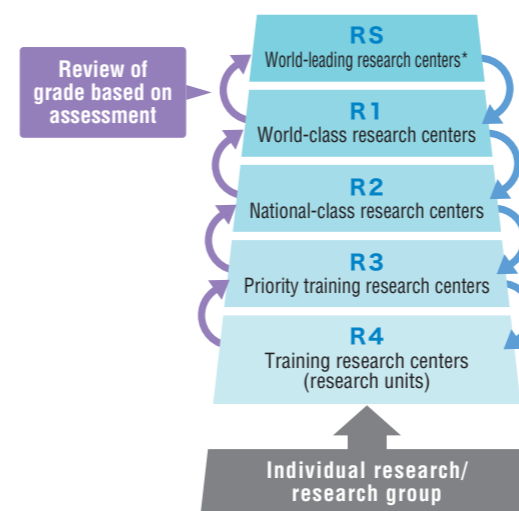 RS
World-leading research centers*
Review of
grade based on
assessment
R1
World-class research centers
R2
National-class research centers
R3
Priority training research centers
R4
Training research centers
(research units)
Individual research/
research group